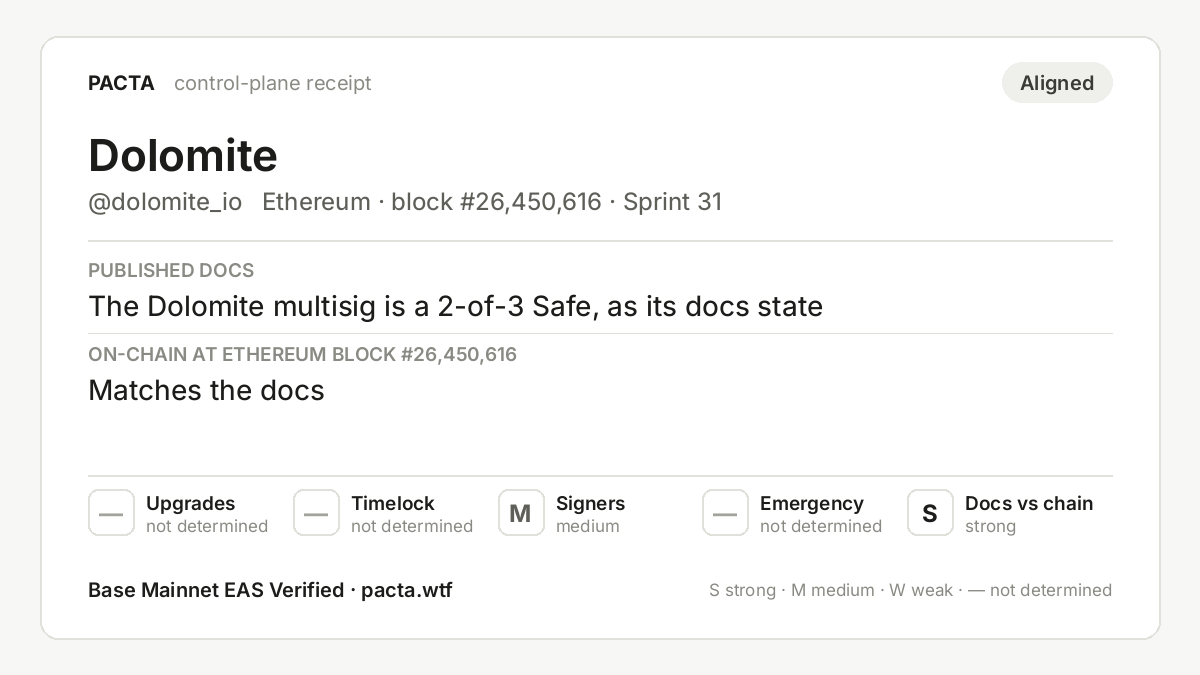 PACTA control-plane receipt Aligned
Dolomite
@dolomite_io Ethereum · block #26,450,616 · Sprint 31
PUBLISHED DOCS
The Dolomite multisig is a 2-of-3 Safe, as its docs state
ON-CHAIN AT ETHEREUM BLOCK #26,450,616
Matches the docs
— Upgrades — Timelock M Signers — Emergency S Docs vs chain
not determined not determined medium not determined strong
Base Mainnet EAS Verified · pacta.wtf S strong · M medium · W weak · — not determined